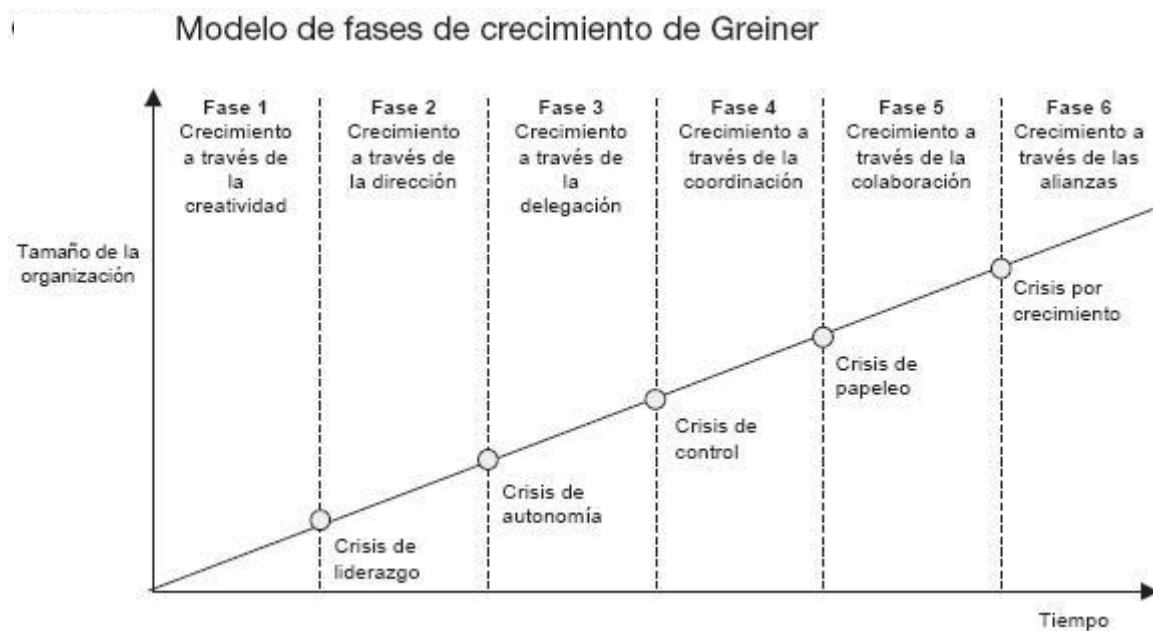 Modelo de fases de crecimiento de Greiner
Fase 1
Crecimiento
a través de
la
creatividad
Fase 2
Crecimiento
a través de
la dirección
Fase 3
Crecimiento
a través de
la
delegación
Fase 4
Crecimiento a
través de la
coordinación
Fase 5
Crecimiento a
través de la
colaboración
Fase 6
Crecimiento a
través de las
alianzas
Tamaño de la
organización
Crisis por
crecimiento
Crisis de
papeleo
Crisis de
control
Crisis de
autonomía
Crisis de
liderazgo
Tiempo